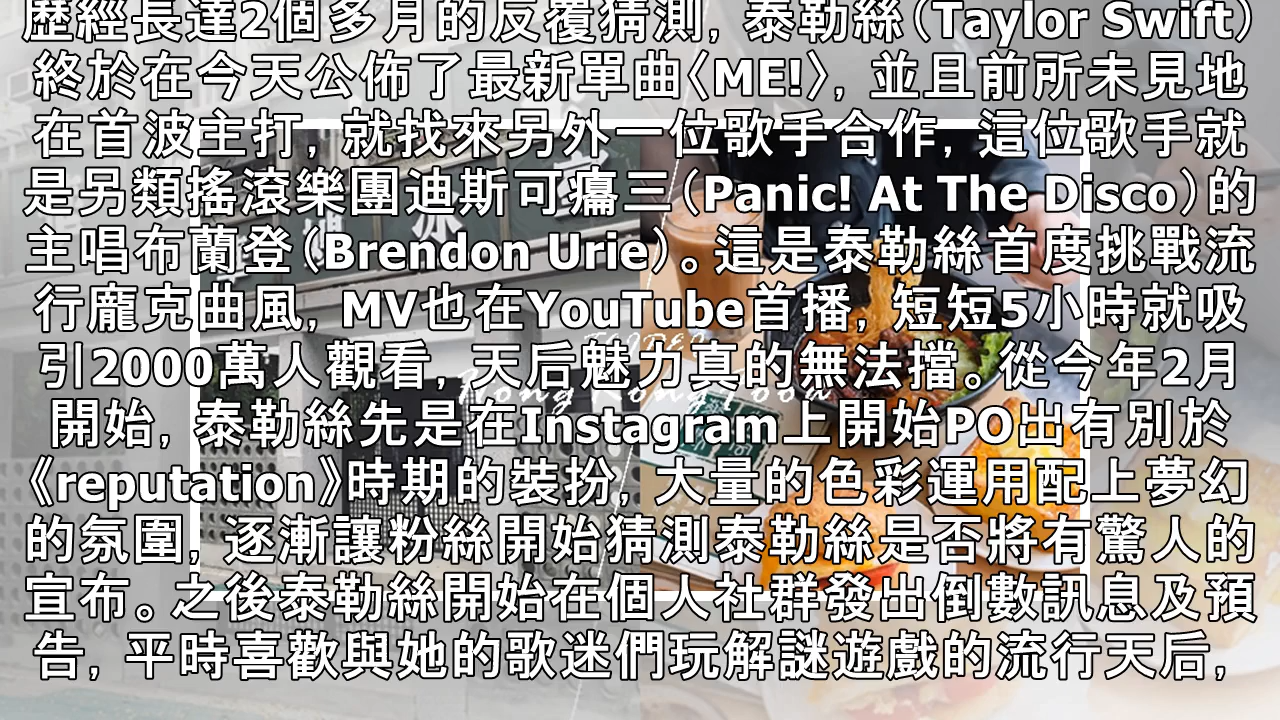 歷經長達2個多月的反覆猜測，泰勒絲（Taylor Swift）
終於在今天公佈了最新單曲〈ME!〉，並且前所未見地
在首波主打，就找來另外一位歌手合作，這位歌手就
是另類搖滾樂團迪斯可癟三（Panic! At The Disco）的
主唱布蘭登（Brendon Urie）。這是泰勒絲首度挑戰流
行龐克曲風，MV也在YouTube首播，短短5小時就吸
引2000萬人觀看，天后魅力真的無法擋。從今年2月
開始，泰勒絲先是在Instagram上開始PO出有別於
《reputation》時期的裝扮，大量的色彩運用配上夢幻
的氛圍，逐漸讓粉絲開始猜測泰勒絲是否將有驚人的
宣布。之後泰勒絲開始在個人社群發出倒數訊息及預
告，平時喜歡與她的歌迷們玩解謎遊戲的流行天后，
TAIPEI
Hong Kong Food